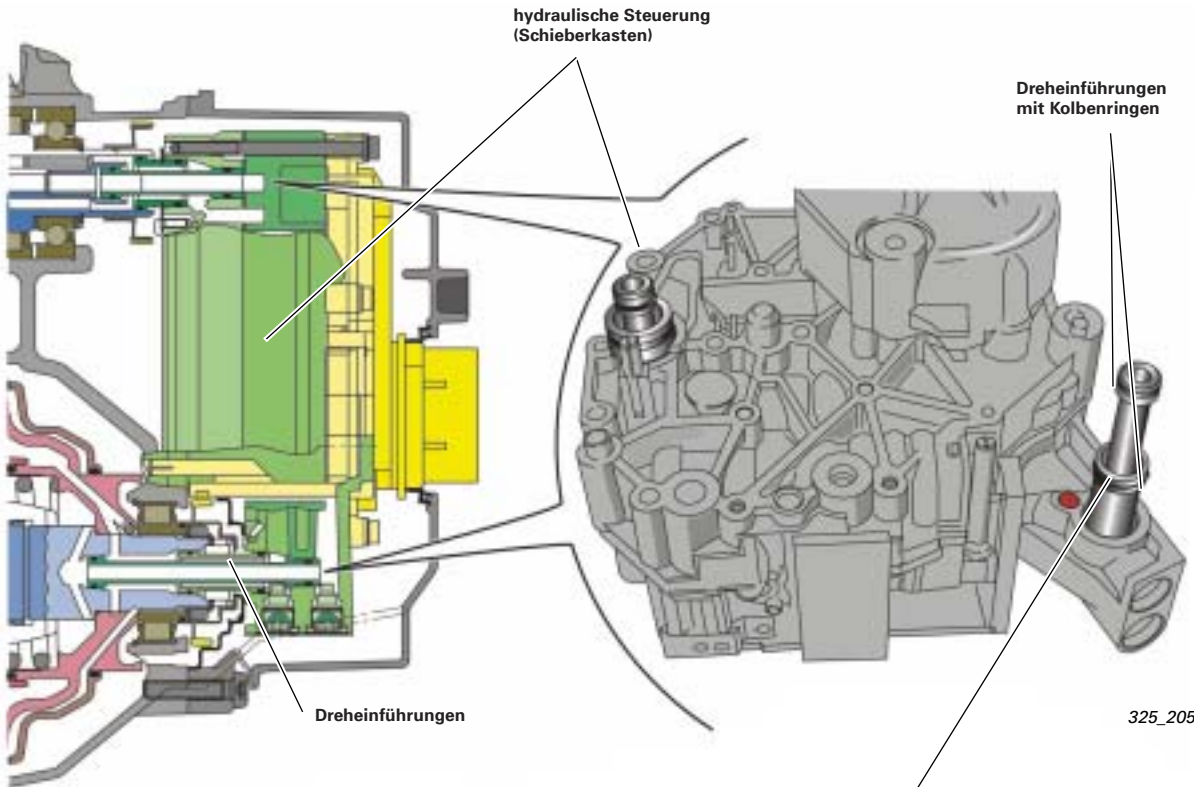 hydraulische Steuerung
(Schieberkasten)
Dreheinführungen
mit Kolbenringen
Dreheinführungen
325_205